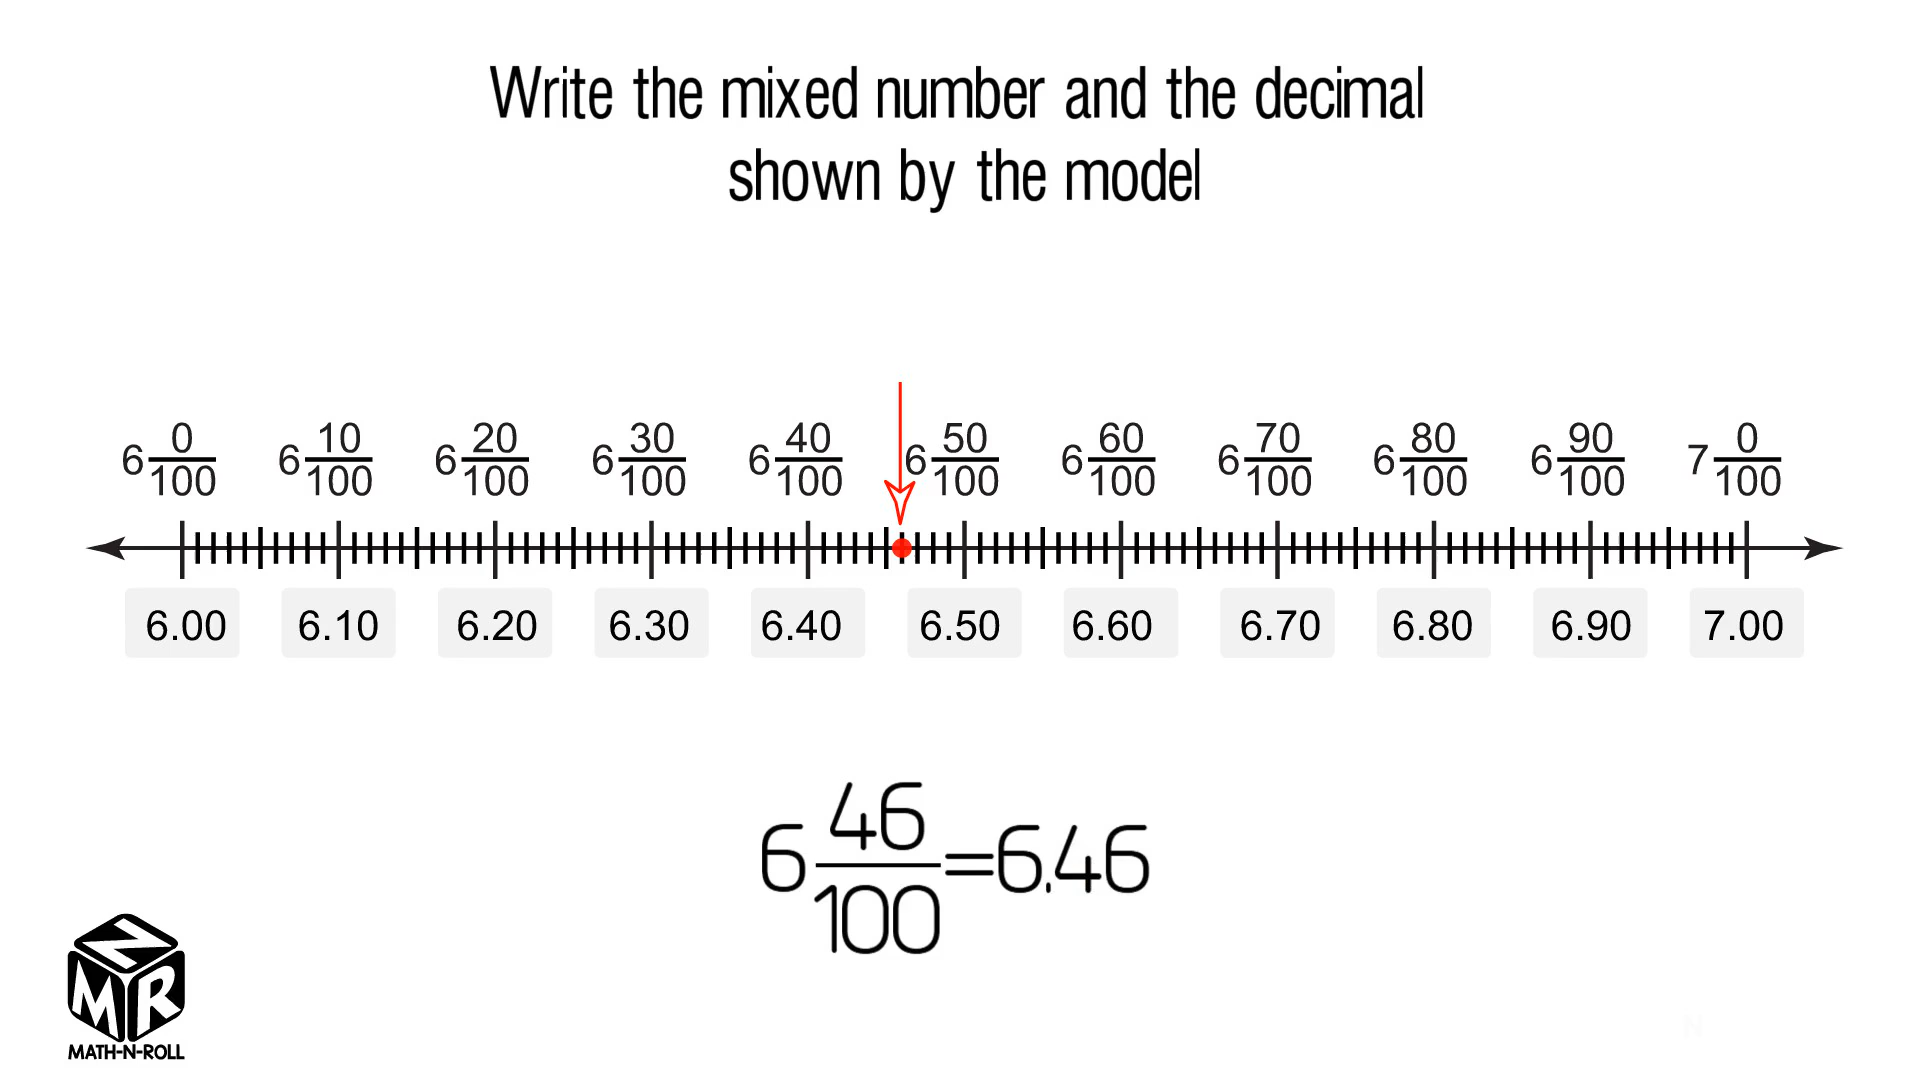 Write the mixed number and the decimal
shown by the model
6 0/100 6 10/100 6 20/100 6 30/100 6 40/100 6 50/100 6 60/100 6 70/100 6 80/100 6 90/100 7 0/100
6.00 6.10 6.20 6.30 6.40 6.50 6.60 6.70 6.80 6.90 7.00
6 46/100=6.46
MNR
MATH-N-ROLL